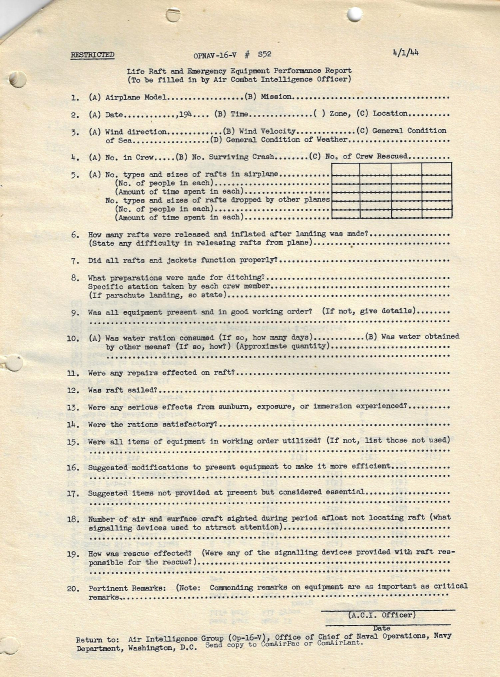 RESTRICTED OPNAV-16-V # S52 4/1/44
Life Raft and Emergency Equipment Performance Report
(To be filled in by Air Combat Intelligence Officer)
1. (A) Airplane Model..................(B) Mission..............................
2. (A) Date...........,194.... (B) Time..........( ) Zone, (C) Location.........
3. (A) Wind direction............(B) Wind Velocity............(C) General Condition
of Sea.................(D) General Condition of Weather..................
4. (A) No. in Crew....(B) No. Surviving Crash....(C) No. of Crew Rescued........
5. (A) No. types and sizes of rafts in airplane.........
(No. of people in each)......................
(Amount of time spent in each)...............
No. types and sizes of rafts dropped by other planes
(No. of people in each)......................
(Amount of time spent in each)...............
6. How many rafts were released and inflated after landing was made?............
(State any difficulty in releasing rafts from plane).........................
7. Did all rafts and jackets function properly?.................................
8. What preparations were made for ditching?....................................
Specific station taken by each crew member...................................
(If parachute landing, so state).............................................
9. Was all equipment present and in good working order? (If not, give details)..
10. (A) Was water ration consumed (If so, how many days)...........(B) Was water obtained
by other means? (If so, how?) (Approximate quantity)......................
11. Were any repairs effected on raft?...........................................
12. Was raft sailed?.............................................................
13. Were any serious effects from sunburn, exposure, or immersion experienced?...
14. Were the rations satisfactory?...............................................
15. Were all items of equipment in working order utilized? (If not, list those not used)
16. Suggested modifications to present equipment to make it more efficient.......
17. Suggested items not provided at present but considered essential.............
18. Number of air and surface craft sighted during period afloat not locating raft (what
signalling devices used to attract attention)................................
19. How was rescue effected? (Were any of the signalling devices provided with raft res-
ponsible for the rescue?)....................................................
20. Pertinent Remarks: (Note: Commending remarks on equipment are as important as critical
remarks......................................................................
(A.C.I. Officer)
Date
Return to: Air Intelligence Group (Op-16-V), Office of Chief of Naval Operations, Navy
Department, Washington, D.C. Send copy to ComAirPac or ComAirLant.